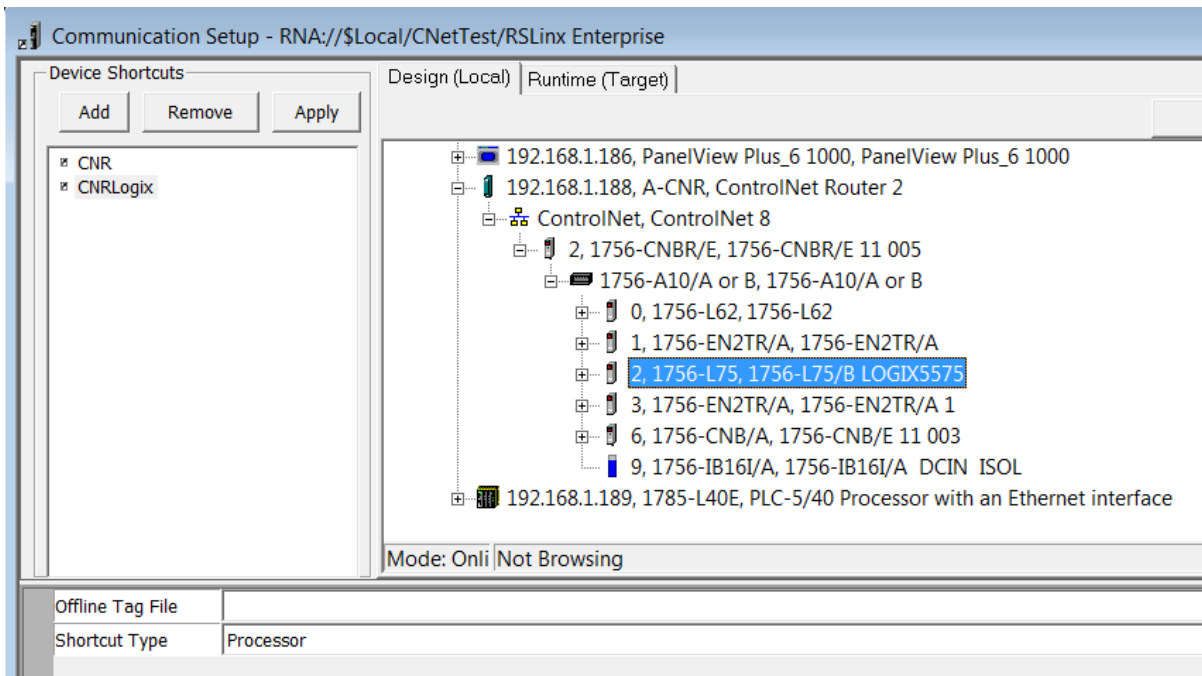 Communication Setup - RNA://$Local/CNetTest/RSLinx Enterprise
Device Shortcuts
Add Remove Apply
CNR
CNRLogix
Design (Local) Runtime (Target)
192.168.1.186, PanelView Plus_6 1000, PanelView Plus_6 1000
192.168.1.188, A-CNR, ControlNet Router 2
ControlNet, ControlNet 8
2, 1756-CNBR/E, 1756-CNBR/E 11 005
1756-A10/A or B, 1756-A10/A or B
0, 1756-L62, 1756-L62
1, 1756-EN2TR/A, 1756-EN2TR/A
2, 1756-L75, 1756-L75/B LOGIX5575
3, 1756-EN2TR/A, 1756-EN2TR/A 1
6, 1756-CNB/A, 1756-CNB/E 11 003
9, 1756-IB16I/A, 1756-IB16I/A DCIN ISOL
192.168.1.189, 1785-L40E, PLC-5/40 Processor with an Ethernet interface
Mode: Onli Not Browsing
Offline Tag File
Shortcut Type Processor